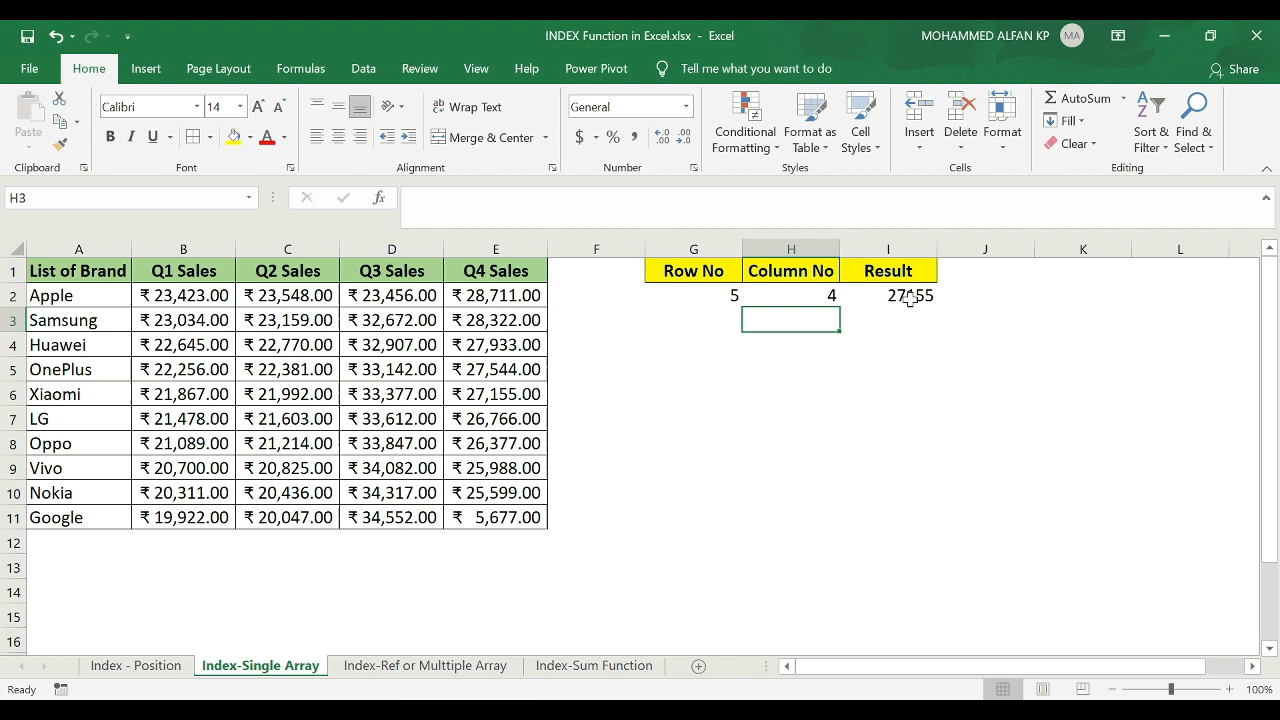 INDEX Function in Excel.xlsx - Excel
MOHAMMED ALFAN KP
MA
File Home Insert Page Layout Formulas Data Review View Help Power Pivot Tell me what you want to do Share
Paste
Clipboard
Calibri 14
B I U A
Font
Wrap Text
Merge & Center
Alignment
General
$ % ,
Number
Conditional Formatting
Format as Table
Cell Styles
Styles
Insert Delete Format
Cells
AutoSum
Fill
Clear
Sort & Filter
Find & Select
Editing
H3
fx
A B C D E F G H I J K L
1 List of Brand Q1 Sales Q2 Sales Q3 Sales Q4 Sales Row No Column No Result
2 Apple ₹ 23,423.00 ₹ 23,548.00 ₹ 23,456.00 ₹ 28,711.00 5 4 27155
3 Samsung ₹ 23,034.00 ₹ 23,159.00 ₹ 32,672.00 ₹ 28,322.00
4 Huawei ₹ 22,645.00 ₹ 22,770.00 ₹ 32,907.00 ₹ 27,933.00
5 OnePlus ₹ 22,256.00 ₹ 22,381.00 ₹ 33,142.00 ₹ 27,544.00
6 Xiaomi ₹ 21,867.00 ₹ 21,992.00 ₹ 33,377.00 ₹ 27,155.00
7 LG ₹ 21,478.00 ₹ 21,603.00 ₹ 33,612.00 ₹ 26,766.00
8 Oppo ₹ 21,089.00 ₹ 21,214.00 ₹ 33,847.00 ₹ 26,377.00
9 Vivo ₹ 20,700.00 ₹ 20,825.00 ₹ 34,082.00 ₹ 25,988.00
10 Nokia ₹ 20,311.00 ₹ 20,436.00 ₹ 34,317.00 ₹ 25,599.00
11 Google ₹ 19,922.00 ₹ 20,047.00 ₹ 34,552.00 ₹ 5,677.00
12
13
14
15
16
Index - Position Index-Single Array Index-Ref or Multtiple Array Index-Sum Function
Ready
100%